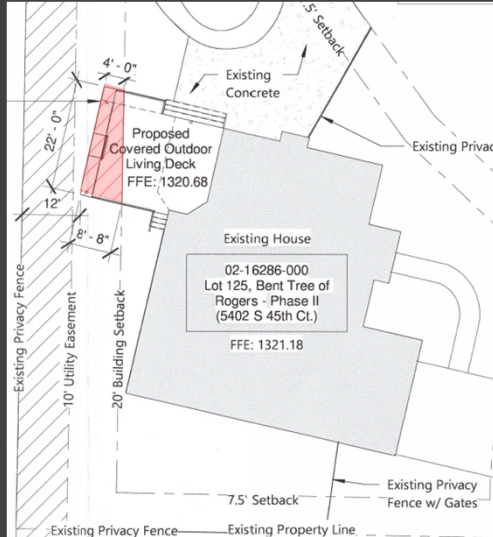 .5' Setback
4' - 0"
Existing
Concrete
22' - 0"
Proposed
Covered Outdoor
Living Deck
FFE: 1320.68
Existing Privac
12'
8' - 8"
Existing House
02-16286-000
Lot 125, Bent Tree of
Rogers - Phase II
(5402 S 45th Ct.)
FFE: 1321.18
Existing Privacy Fence
10' Utility Easement
20' Building Setback
7.5' Setback
Existing Privacy
Fence w/ Gates
Existing Privacy Fence
Existing Property Line